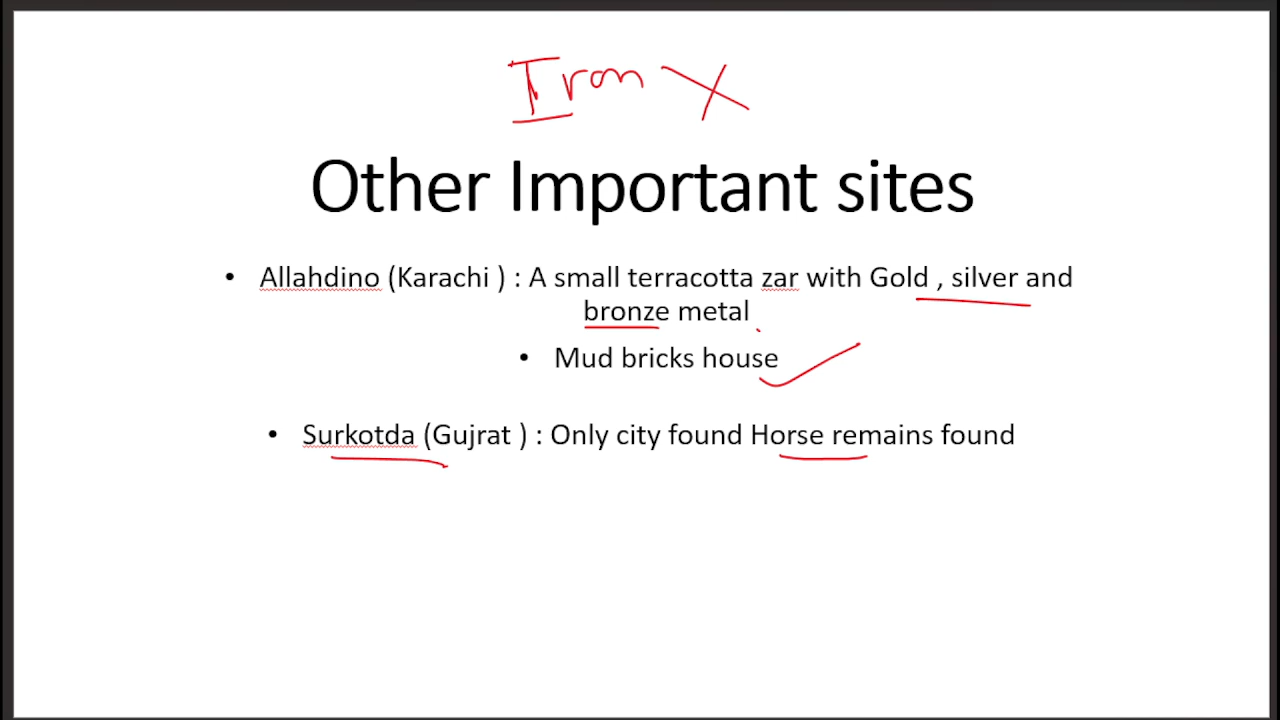 Iron X
Other Important sites
• Allahdino (Karachi ) : A small terracotta zar with Gold , silver and
bronze metal
• Mud bricks house
• Surkotda (Gujrat ) : Only city found Horse remains found